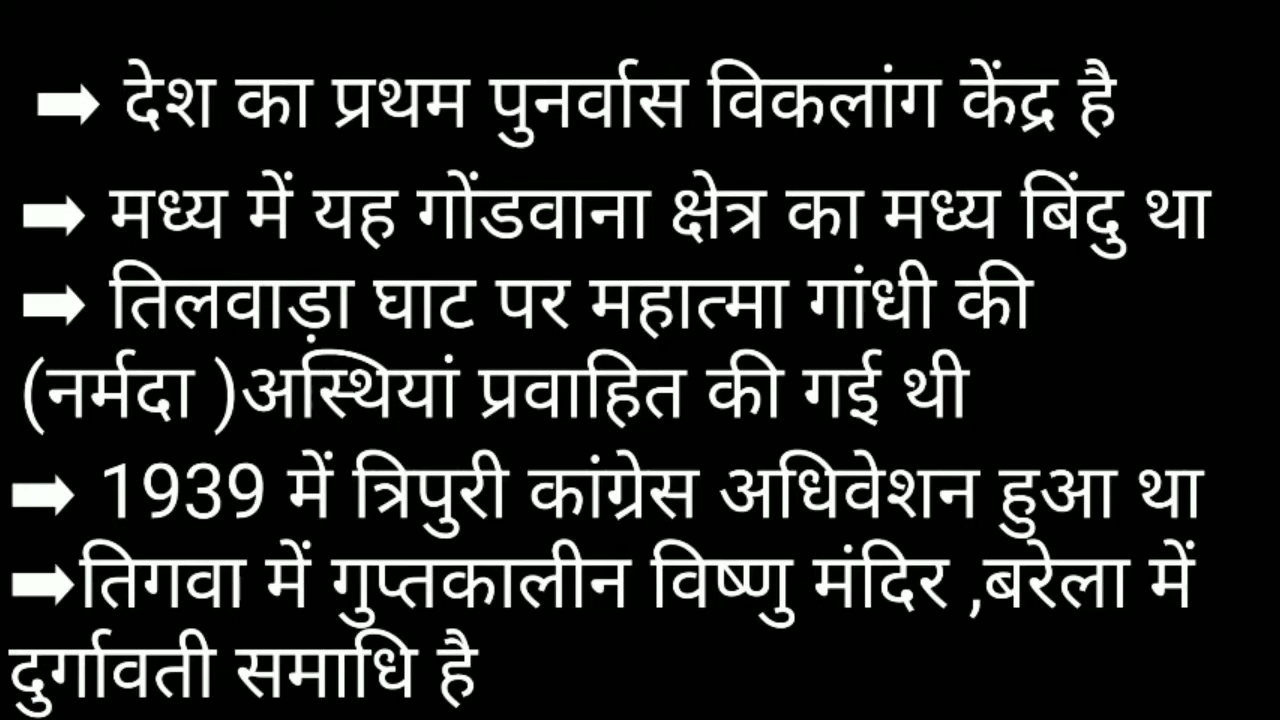 ➡ देश का प्रथम पुनर्वास विकलांग केंद्र है
➡ मध्य में यह गोंडवाना क्षेत्र का मध्य बिंदु था
➡ तिलवाड़ा घाट पर महात्मा गांधी की
(नर्मदा )अस्थियां प्रवाहित की गई थी
➡ 1939 में त्रिपुरी कांग्रेस अधिवेशन हुआ था
➡तिगवा में गुप्तकालीन विष्णु मंदिर ,बरेला में
दुर्गावती समाधि है